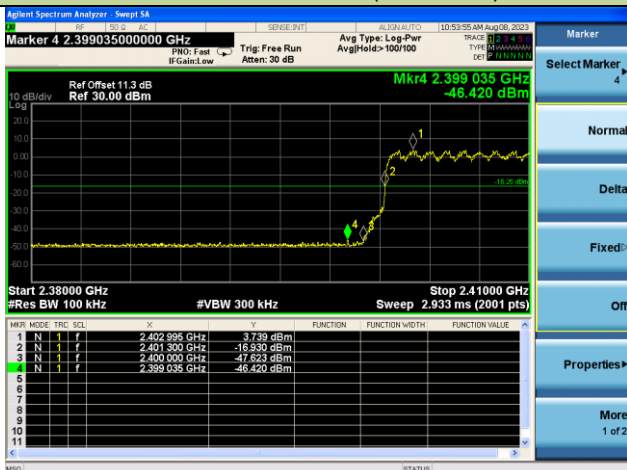 Agilent Spectrum Analyzer - Swept SA
RF 50 Ω AC SENSE:INT ALIGN AUTO 10:53:55 AM Aug 08, 2023
Marker 4 2.399035000000 GHz
PNO: Fast
IFGain:Low
Trig: Free Run
Atten: 30 dB
Avg Type: Log-Pwr
Avg|Hold:>100/100
TRACE 1 2 3 4 5 6
TYPE M WWWWW
DET P N N N N N
Ref Offset 11.3 dB
Ref 30.00 dBm
10 dB/div
Log
Mkr4 2.399 035 GHz
-46.420 dBm
20.0
10.0
0.00
-10.0
-20.0
-30.0
-40.0
-50.0
-60.0
1
2
3
4
Start 2.38000 GHz
Stop 2.41000 GHz
#Res BW 100 kHz
#VBW 300 kHz
Sweep 2.933 ms (2001 pts)
MKR MODE TRC SCL X Y FUNCTION FUNCTION WIDTH FUNCTION VALUE
1 N 1 f 2.402 995 GHz 3.739 dBm
2 N 1 f 2.401 300 GHz -16.930 dBm
3 N 1 f 2.400 000 GHz -47.623 dBm
4 N 1 f 2.399 035 GHz -46.420 dBm
5
6
7
8
9
10
11
MSG STATUS
Marker
Select Marker
4
Normal
Delta
Fixed
Off
Properties
More
1 of 2